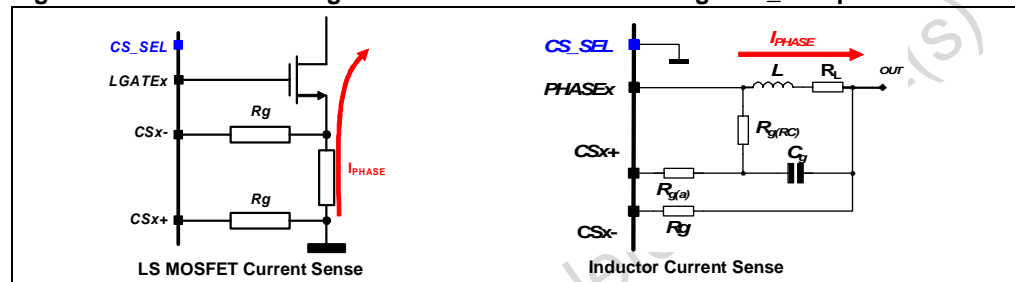 CS_SEL
LGATEx
Rg
CSx-
IPHASE
Rg
CSx+
LS MOSFET Current Sense
CS_SEL
IPHASE
L
RL
OUT
PHASEx
Rg(RC)
Cg
CSx+
Rg(a)
Rg
CSx-
Inductor Current Sense